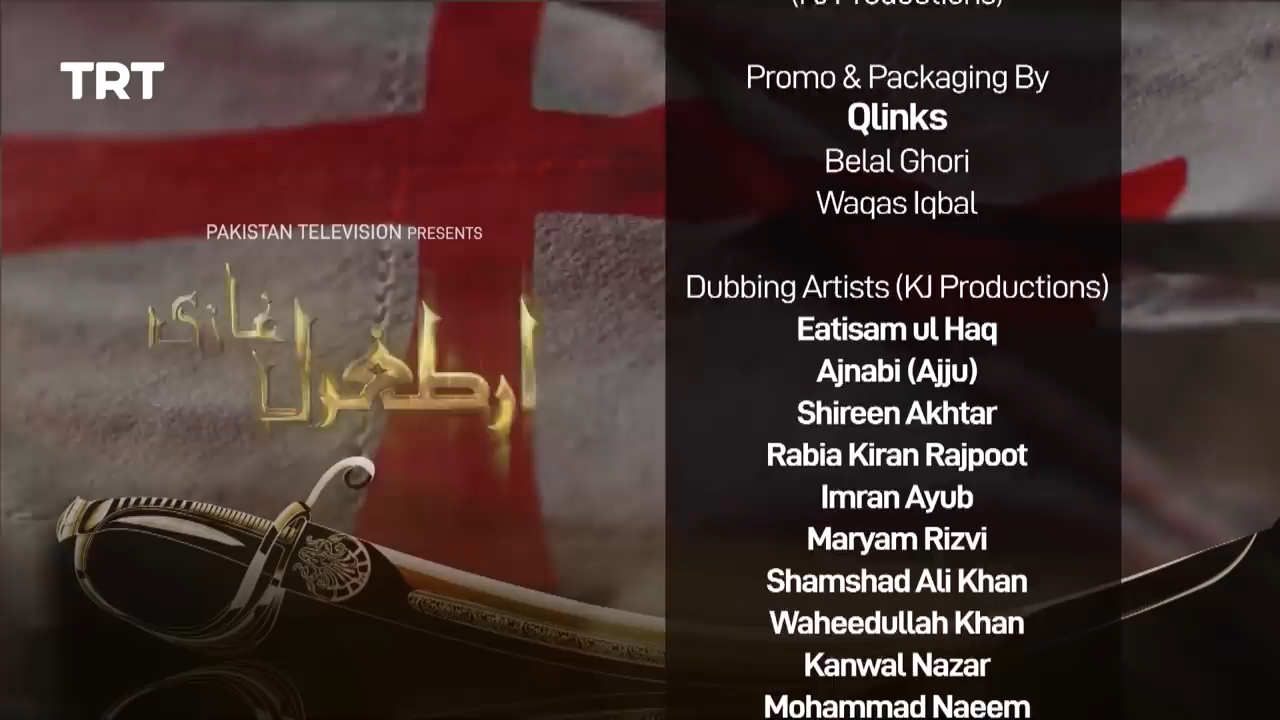 TRT
PAKISTAN TELEVISION PRESENTS
ارطغرل غازی
(KJ Productions)
Promo & Packaging By
Qlinks
Belal Ghori
Waqas Iqbal
Dubbing Artists (KJ Productions)
Eatisam ul Haq
Ajnabi (Ajju)
Shireen Akhtar
Rabia Kiran Rajpoot
Imran Ayub
Maryam Rizvi
Shamshad Ali Khan
Waheedullah Khan
Kanwal Nazar
Mohammad Naeem